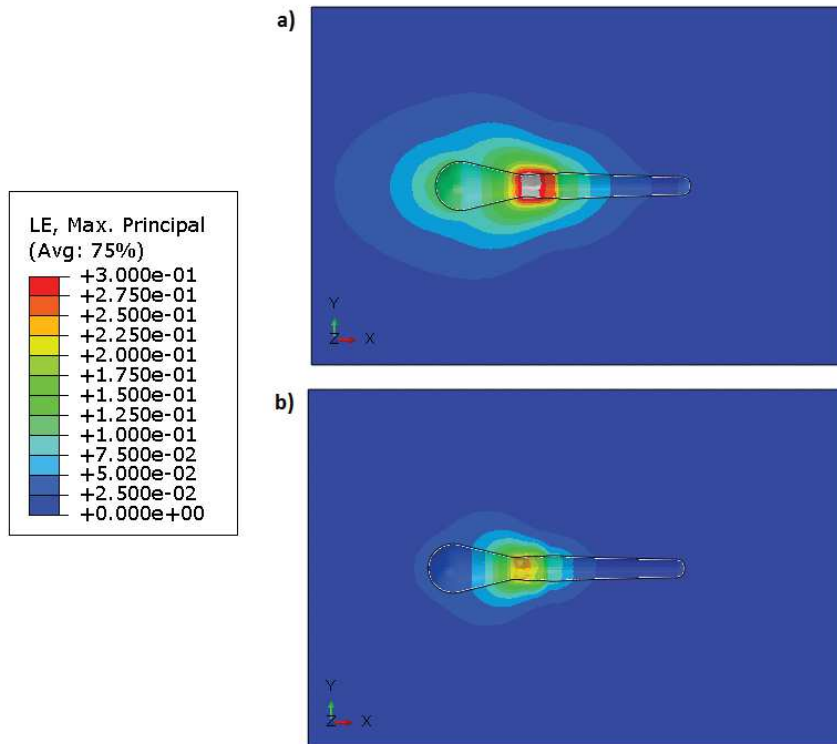 a)
LE, Max. Principal
(Avg: 75%)
+3.000e-01
+2.750e-01
+2.500e-01
+2.250e-01
+2.000e-01
+1.750e-01
+1.500e-01
+1.250e-01
+1.000e-01
+7.500e-02
+5.000e-02
+2.500e-02
+0.000e+00
Y
Z X
b)
Y
Z X